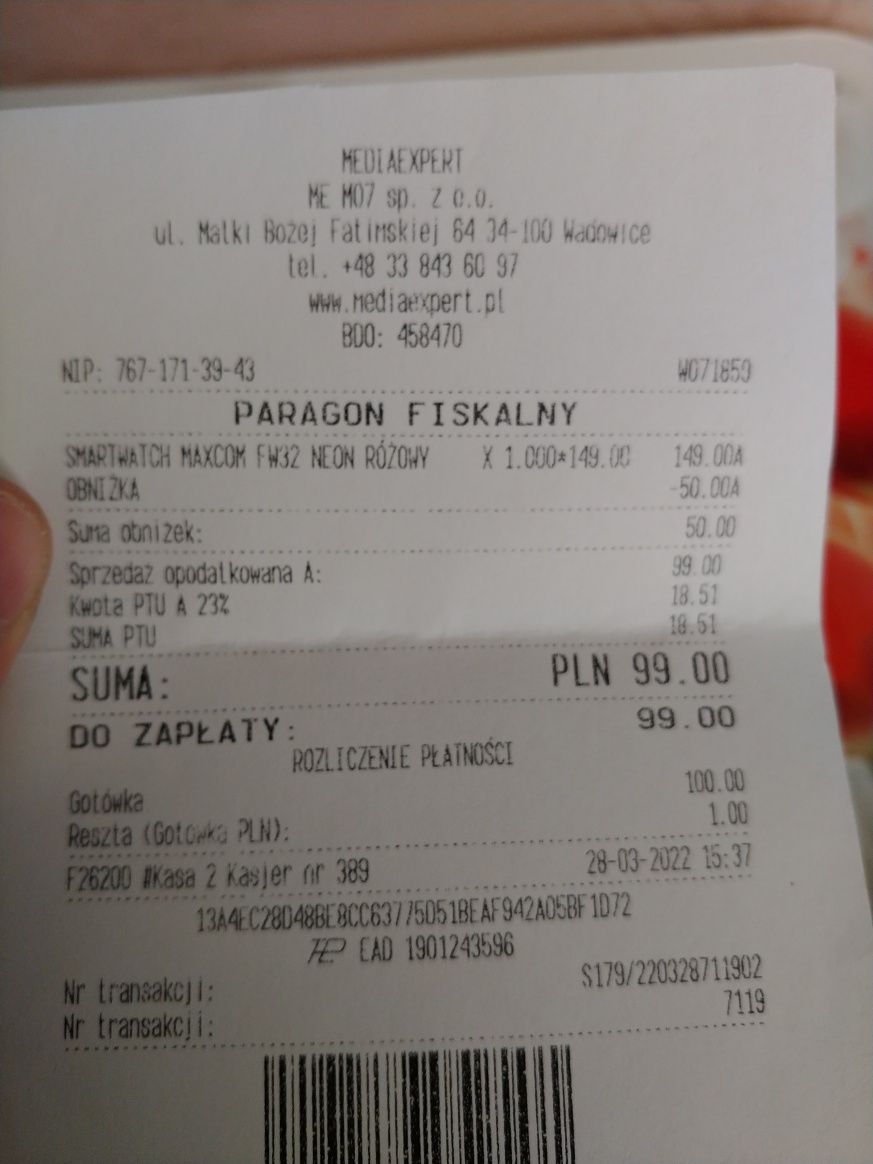 MEDIAEXPERT
ME M07 sp. z o.o.
ul. Matki Bożej Fatimskiej 64 34-100 Wadowice
tel. +48 33 843 60 97
www.mediaexpert.pl
BDO: 458470
NIP: 767-171-39-43 W071859
PARAGON FISKALNY
SMARTWATCH MAXCOM FW32 NEON RÓŻOWY X 1.000*149.00 149.00A
OBNIŻKA -50.00A
Suma obniżek: 50.00
Sprzedaż opodatkowana A: 99.00
Kwota PTU A 23% 18.51
SUMA PTU 18.51
SUMA: PLN 99.00
DO ZAPŁATY: 99.00
ROZLICZENIE PŁATNOŚCI
Gotówka 100.00
Reszta (Gotówka PLN): 1.00
F26200 #Kasa 2 Kasjer nr 389 28-03-2022 15:37
13A4EC28D48BE8CC63775D51BEAF942A05BF1D72
EAD 1901243596
Nr transakcji: S179/220328711902
Nr transakcji: 7119